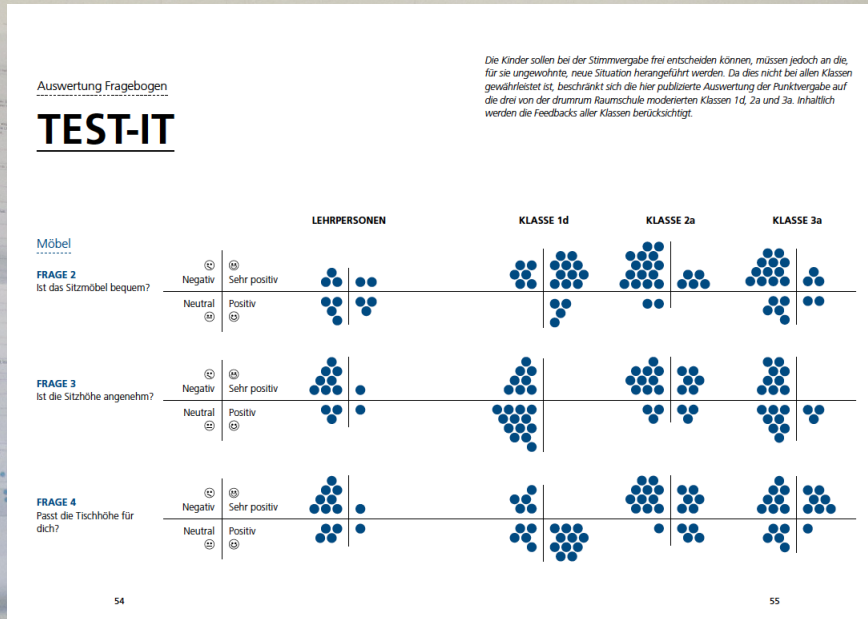 Auswertung Fragebogen
TEST-IT
Die Kinder sollen bei der Stimmvergabe frei entscheiden können, müssen jedoch an die,
für sie ungewohnte, neue Situation herangeführt werden. Da dies nicht bei allen Klassen
gewährleistet ist, beschränkt sich die hier publizierte Auswertung der Punktvergabe auf
die drei von der drumrum Raumschule moderierten Klassen 1d, 2a und 3a. Inhaltlich
werden die Feedbacks aller Klassen berücksichtigt.
LEHRPERSONEN KLASSE 1d KLASSE 2a KLASSE 3a
Möbel
FRAGE 2
Ist das Sitzmöbel bequem?
Negativ Sehr positiv
Neutral Positiv
FRAGE 3
Ist die Sitzhöhe angenehm?
Negativ Sehr positiv
Neutral Positiv
FRAGE 4
Passt die Tischhöhe für
dich?
Negativ Sehr positiv
Neutral Positiv
54 55